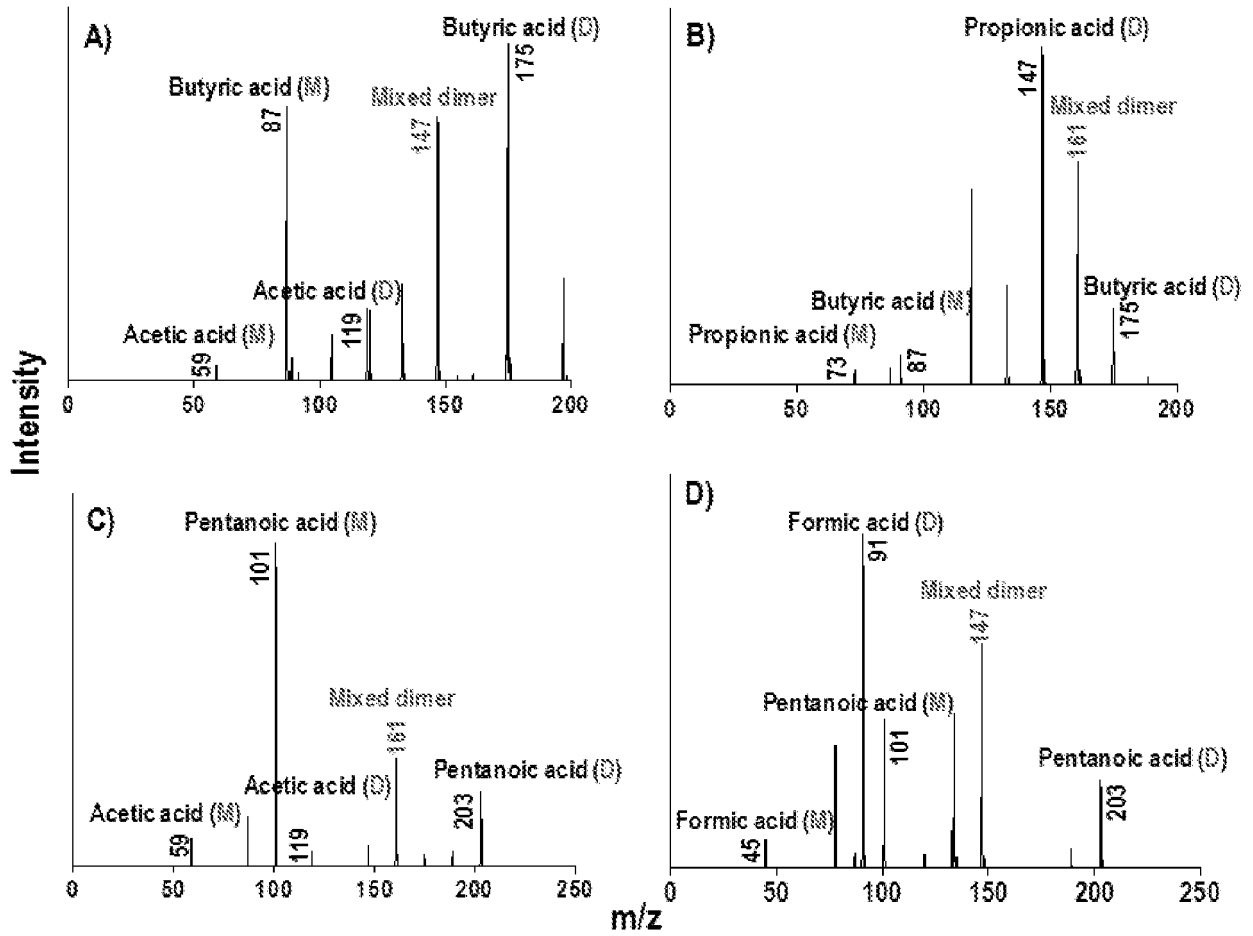 A)
Butyric acid (D)
175
Butyric acid (M)
87
Mixed dimer
147
Acetic acid (D)
119
Acetic acid (M)
59
0 50 100 150 200
B)
Propionic acid (D)
147
Mixed dimer
161
Butyric acid (M)
87
Butyric acid (D)
175
Propionic acid (M)
73
0 50 100 150 200
Intensity
C)
Pentanoic acid (M)
101
Mixed dimer
161
Acetic acid (D)
119
Pentanoic acid (D)
203
Acetic acid (M)
59
0 50 100 150 200 250
D)
Formic acid (D)
91
Mixed dimer
147
Pentanoic acid (M)
101
Pentanoic acid (D)
203
Formic acid (M)
45
0 50 100 150 200 250
m/z